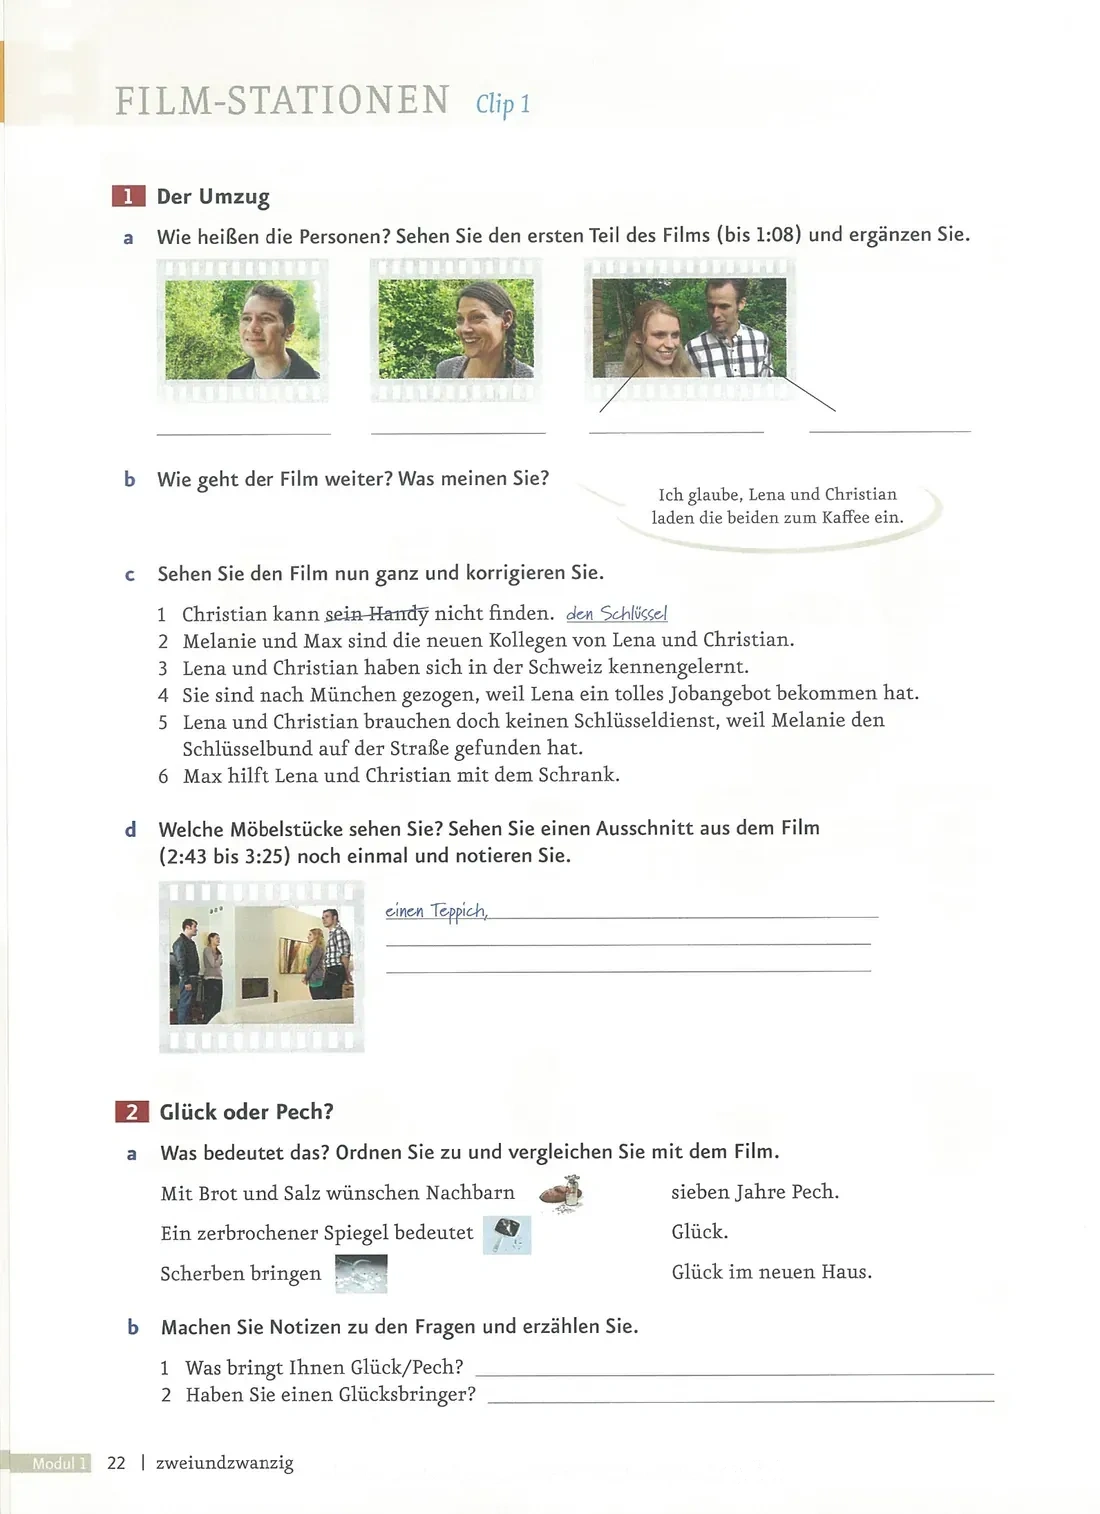 FILM-STATIONEN Clip 1
1 Der Umzug
a Wie heißen die Personen? Sehen Sie den ersten Teil des Films (bis 1:08) und ergänzen Sie.
b Wie geht der Film weiter? Was meinen Sie?
Ich glaube, Lena und Christian
laden die beiden zum Kaffee ein.
c Sehen Sie den Film nun ganz und korrigieren Sie.
1 Christian kann sein Handy nicht finden. den Schlüssel
2 Melanie und Max sind die neuen Kollegen von Lena und Christian.
3 Lena und Christian haben sich in der Schweiz kennengelernt.
4 Sie sind nach München gezogen, weil Lena ein tolles Jobangebot bekommen hat.
5 Lena und Christian brauchen doch keinen Schlüsseldienst, weil Melanie den
Schlüsselbund auf der Straße gefunden hat.
6 Max hilft Lena und Christian mit dem Schrank.
d Welche Möbelstücke sehen Sie? Sehen Sie einen Ausschnitt aus dem Film
(2:43 bis 3:25) noch einmal und notieren Sie.
einen Teppich,
2 Glück oder Pech?
a Was bedeutet das? Ordnen Sie zu und vergleichen Sie mit dem Film.
Mit Brot und Salz wünschen Nachbarn sieben Jahre Pech.
Ein zerbrochener Spiegel bedeutet Glück.
Scherben bringen Glück im neuen Haus.
b Machen Sie Notizen zu den Fragen und erzählen Sie.
1 Was bringt Ihnen Glück/Pech?
2 Haben Sie einen Glücksbringer?
Modul 1 22 | zweiundzwanzig